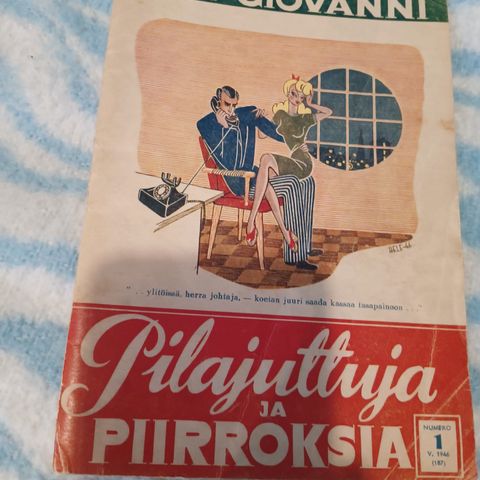 GIOVANNI
HELE-46
". . ylitöissä, herra johtaja, — koetan juuri saada kassaa tasapainoon . . ."
Pilajuttuja
JA
PIIRROKSIA
NUMERO
1
V. 1946
(187)